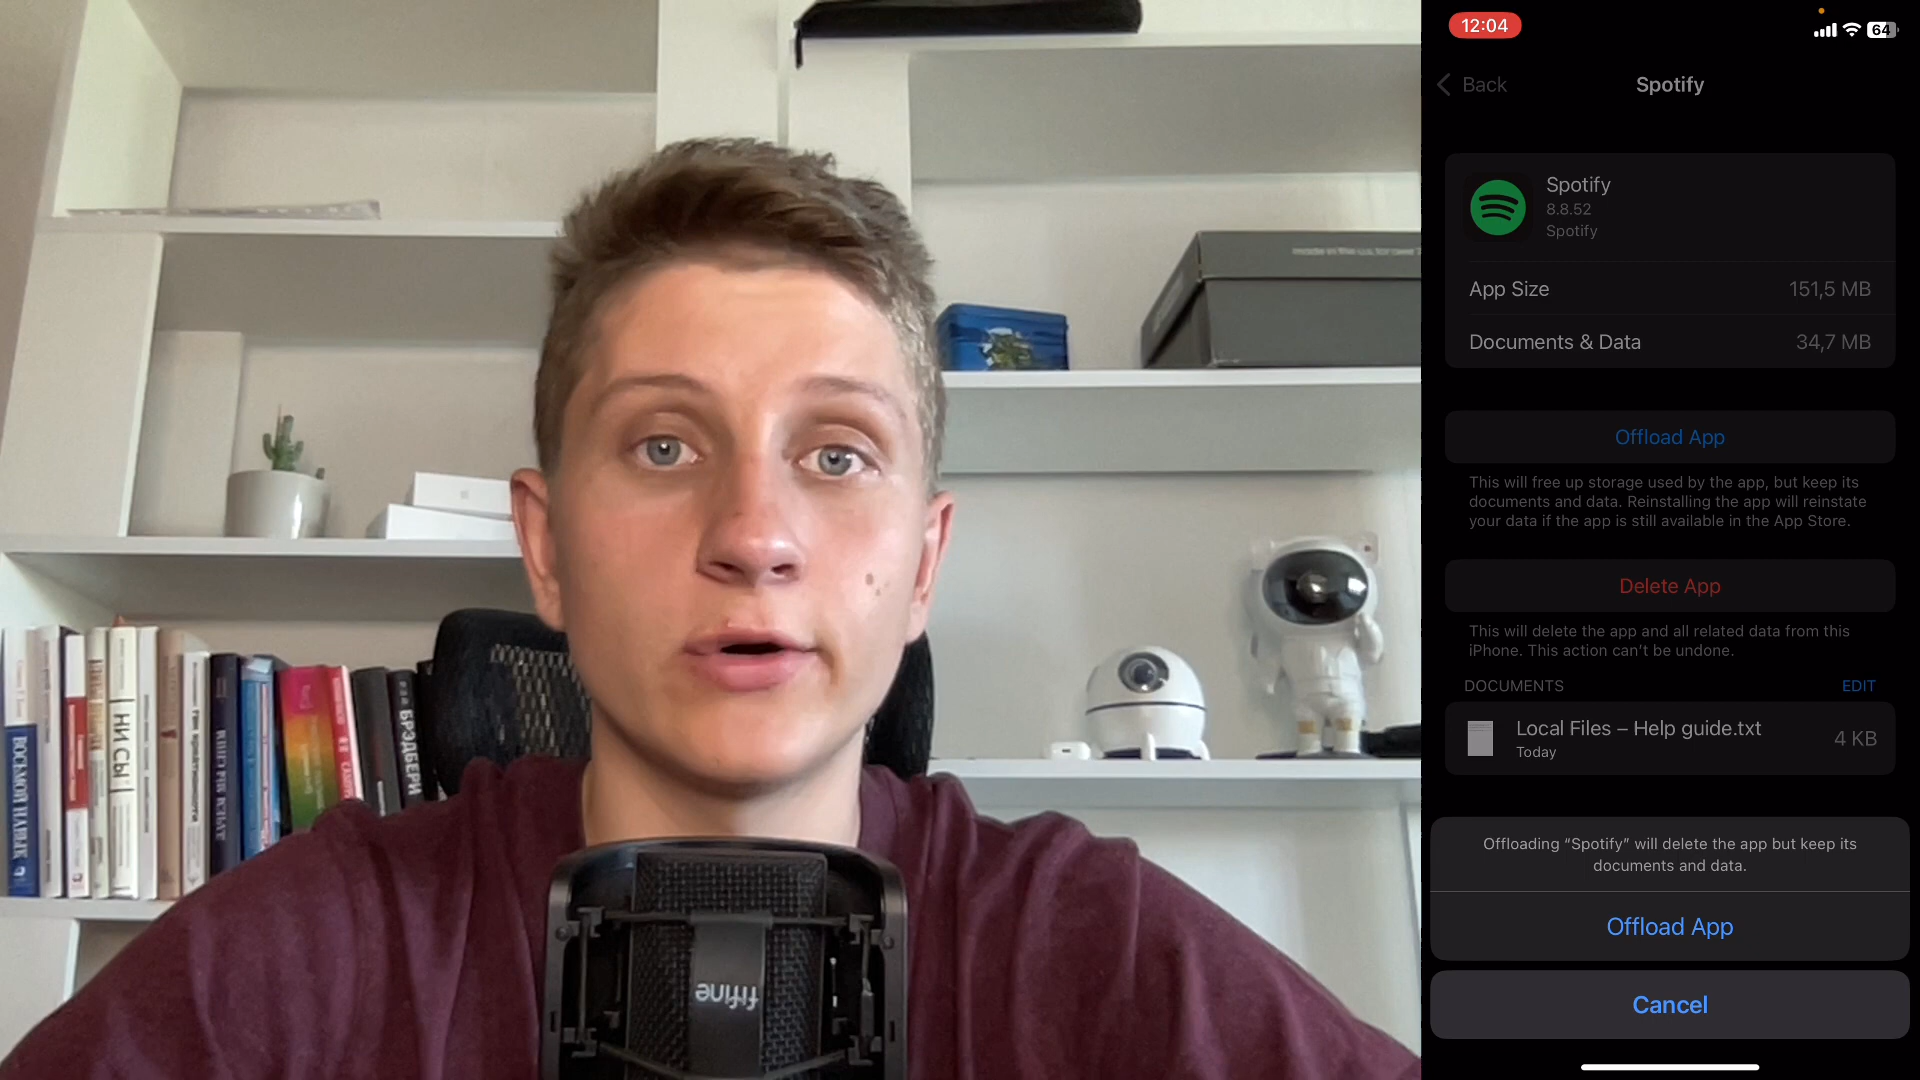 12:04
64
Back
Spotify
Spotify
8.8.52
Spotify
App Size
151,5 MB
Documents & Data
34,7 MB
Offload App
This will free up storage used by the app, but keep its
documents and data. Reinstalling the app will reinstate
your data if the app is still available in the App Store.
Delete App
This will delete the app and all related data from this
iPhone. This action can't be undone.
DOCUMENTS
EDIT
Local Files – Help guide.txt
Today
4 KB
Offloading “Spotify” will delete the app but keep its
documents and data.
Offload App
Cancel
ВОСЬМОЙ НАВЫК
НИ СЫ
БРЭДБЕРИ
fifine